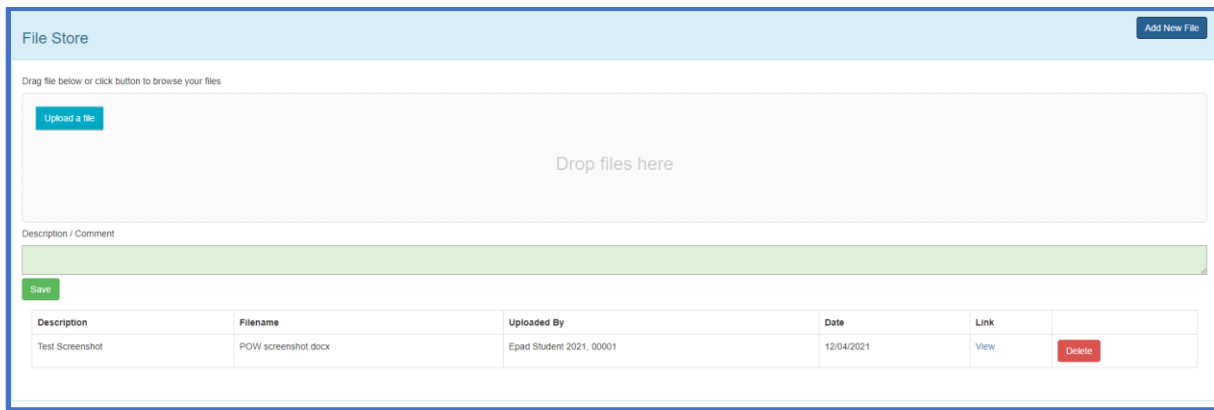 File Store
Add New File
Drag file below or click button to browse your files
Upload a file
Drop files here
Description / Comment
Save
Description Filename Uploaded By Date Link
Test Screenshot POW screenshot.docx Epad Student 2021, 00001 12/04/2021 View Delete